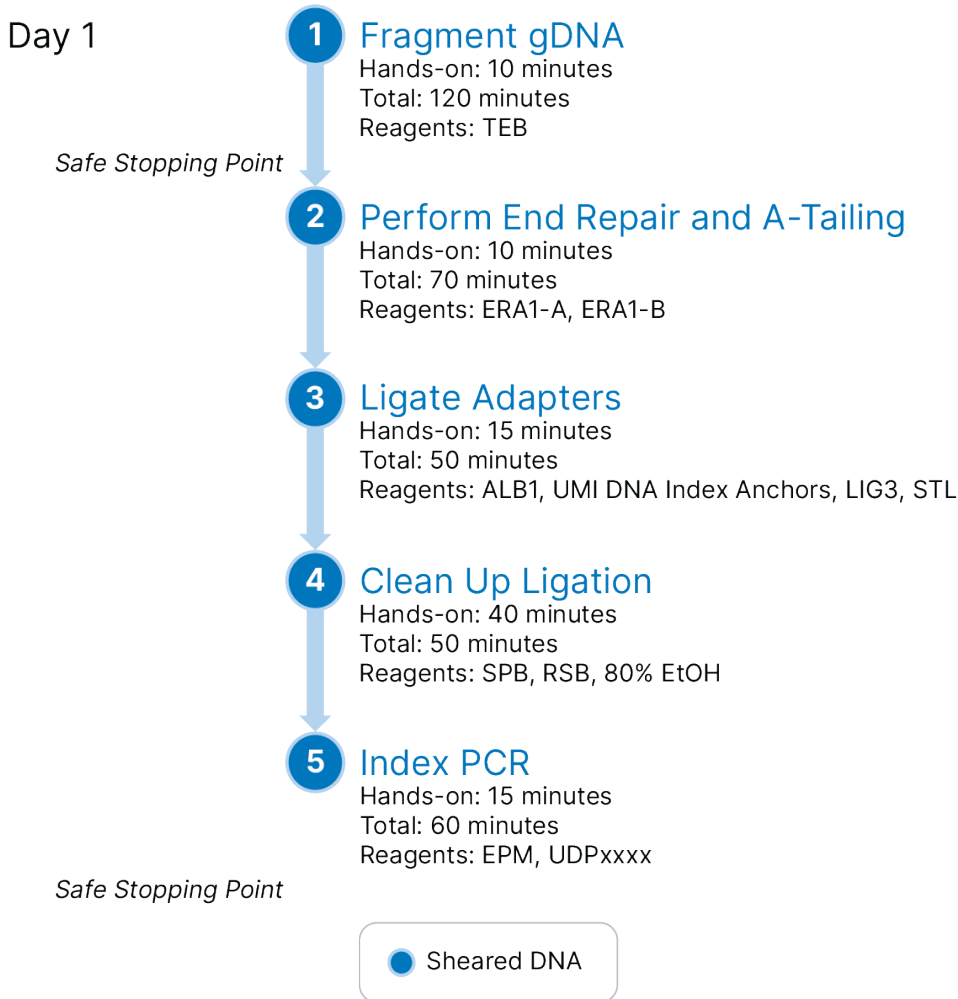 Day 1
1
Fragment gDNA
Hands-on: 10 minutes
Total: 120 minutes
Reagents: TEB
Safe Stopping Point
2
Perform End Repair and A-Tailing
Hands-on: 10 minutes
Total: 70 minutes
Reagents: ERA1-A, ERA1-B
3
Ligate Adapters
Hands-on: 15 minutes
Total: 50 minutes
Reagents: ALB1, UMI DNA Index Anchors, LIG3, STL
4
Clean Up Ligation
Hands-on: 40 minutes
Total: 50 minutes
Reagents: SPB, RSB, 80% EtOH
5
Index PCR
Hands-on: 15 minutes
Total: 60 minutes
Reagents: EPM, UDPxxxx
Safe Stopping Point
Sheared DNA